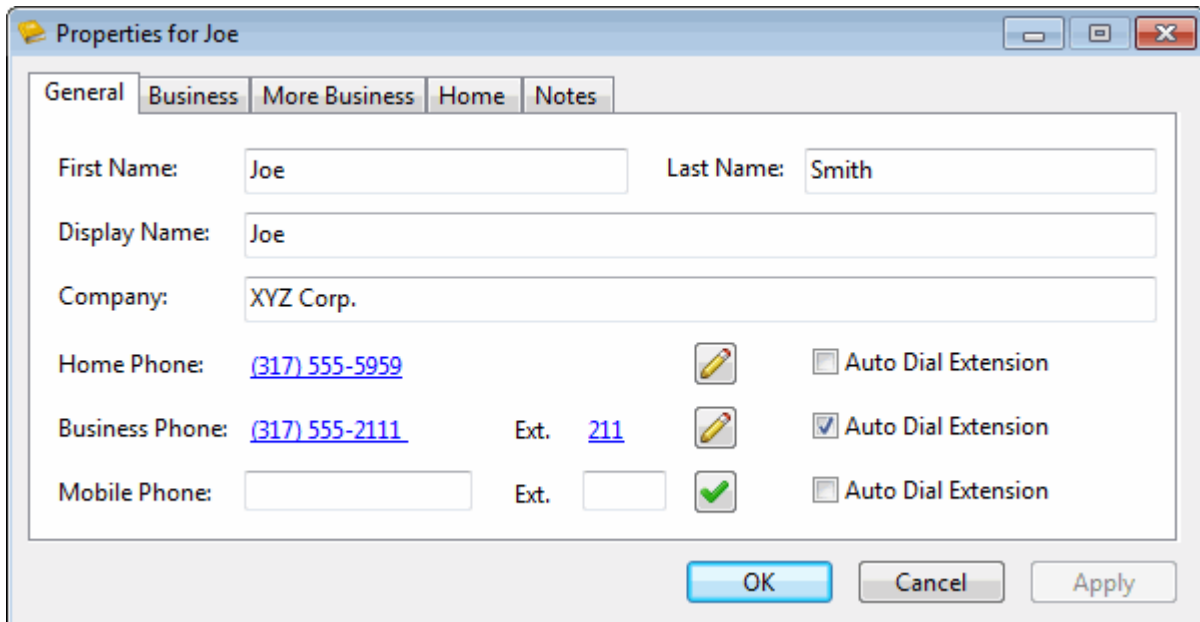 Properties for Joe
General Business More Business Home Notes
First Name: Joe Last Name: Smith
Display Name: Joe
Company: XYZ Corp.
Home Phone: (317) 555-5959 Auto Dial Extension
Business Phone: (317) 555-2111 Ext. 211 Auto Dial Extension
Mobile Phone: Ext. Auto Dial Extension
OK Cancel Apply